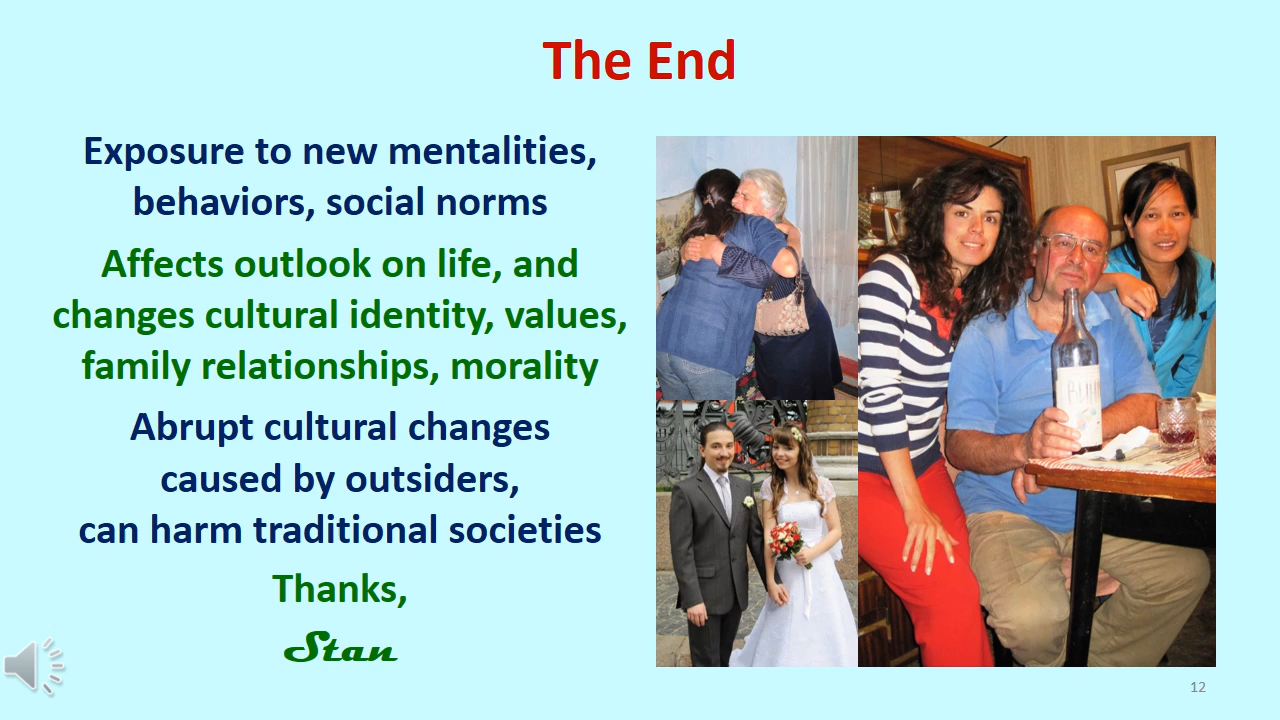 The End
Exposure to new mentalities,
behaviors, social norms
Affects outlook on life, and
changes cultural identity, values,
family relationships, morality
Abrupt cultural changes
caused by outsiders,
can harm traditional societies
Thanks,
Stan
12